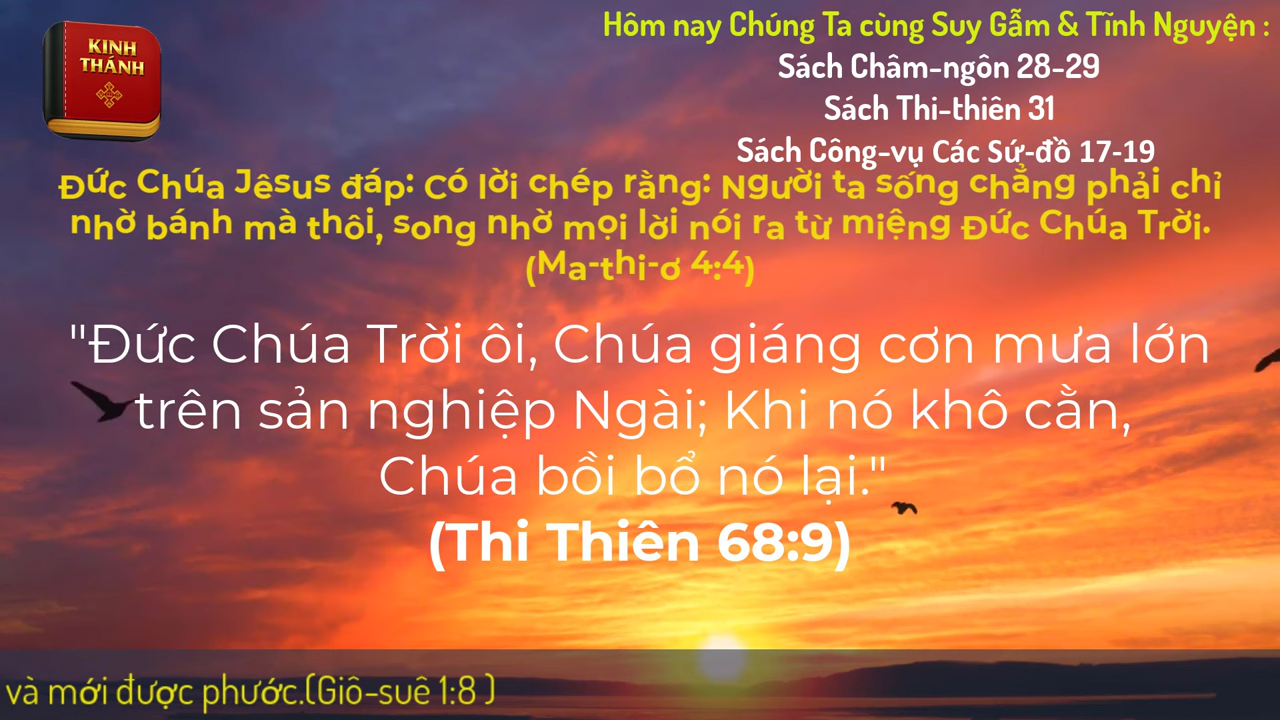 KINH
THÁNH
Hôm nay Chúng Ta cùng Suy Gẫm & Tĩnh Nguyện :
Sách Châm-ngôn 28-29
Sách Thi-thiên 31
Sách Công-vụ Các Sứ-đồ 17-19
Đức Chúa Jêsus đáp: Có lời chép rằng: Người ta sống chẳng phải chỉ
nhờ bánh mà thôi, song nhờ mọi lời nói ra từ miệng Đức Chúa Trời.
(Ma-thi-ơ 4:4)
"Đức Chúa Trời ôi, Chúa giáng cơn mưa lớn
trên sản nghiệp Ngài; Khi nó khô cằn,
Chúa bồi bổ nó lại."
(Thi Thiên 68:9)
và mới được phước.(Giô-suê 1:8 )